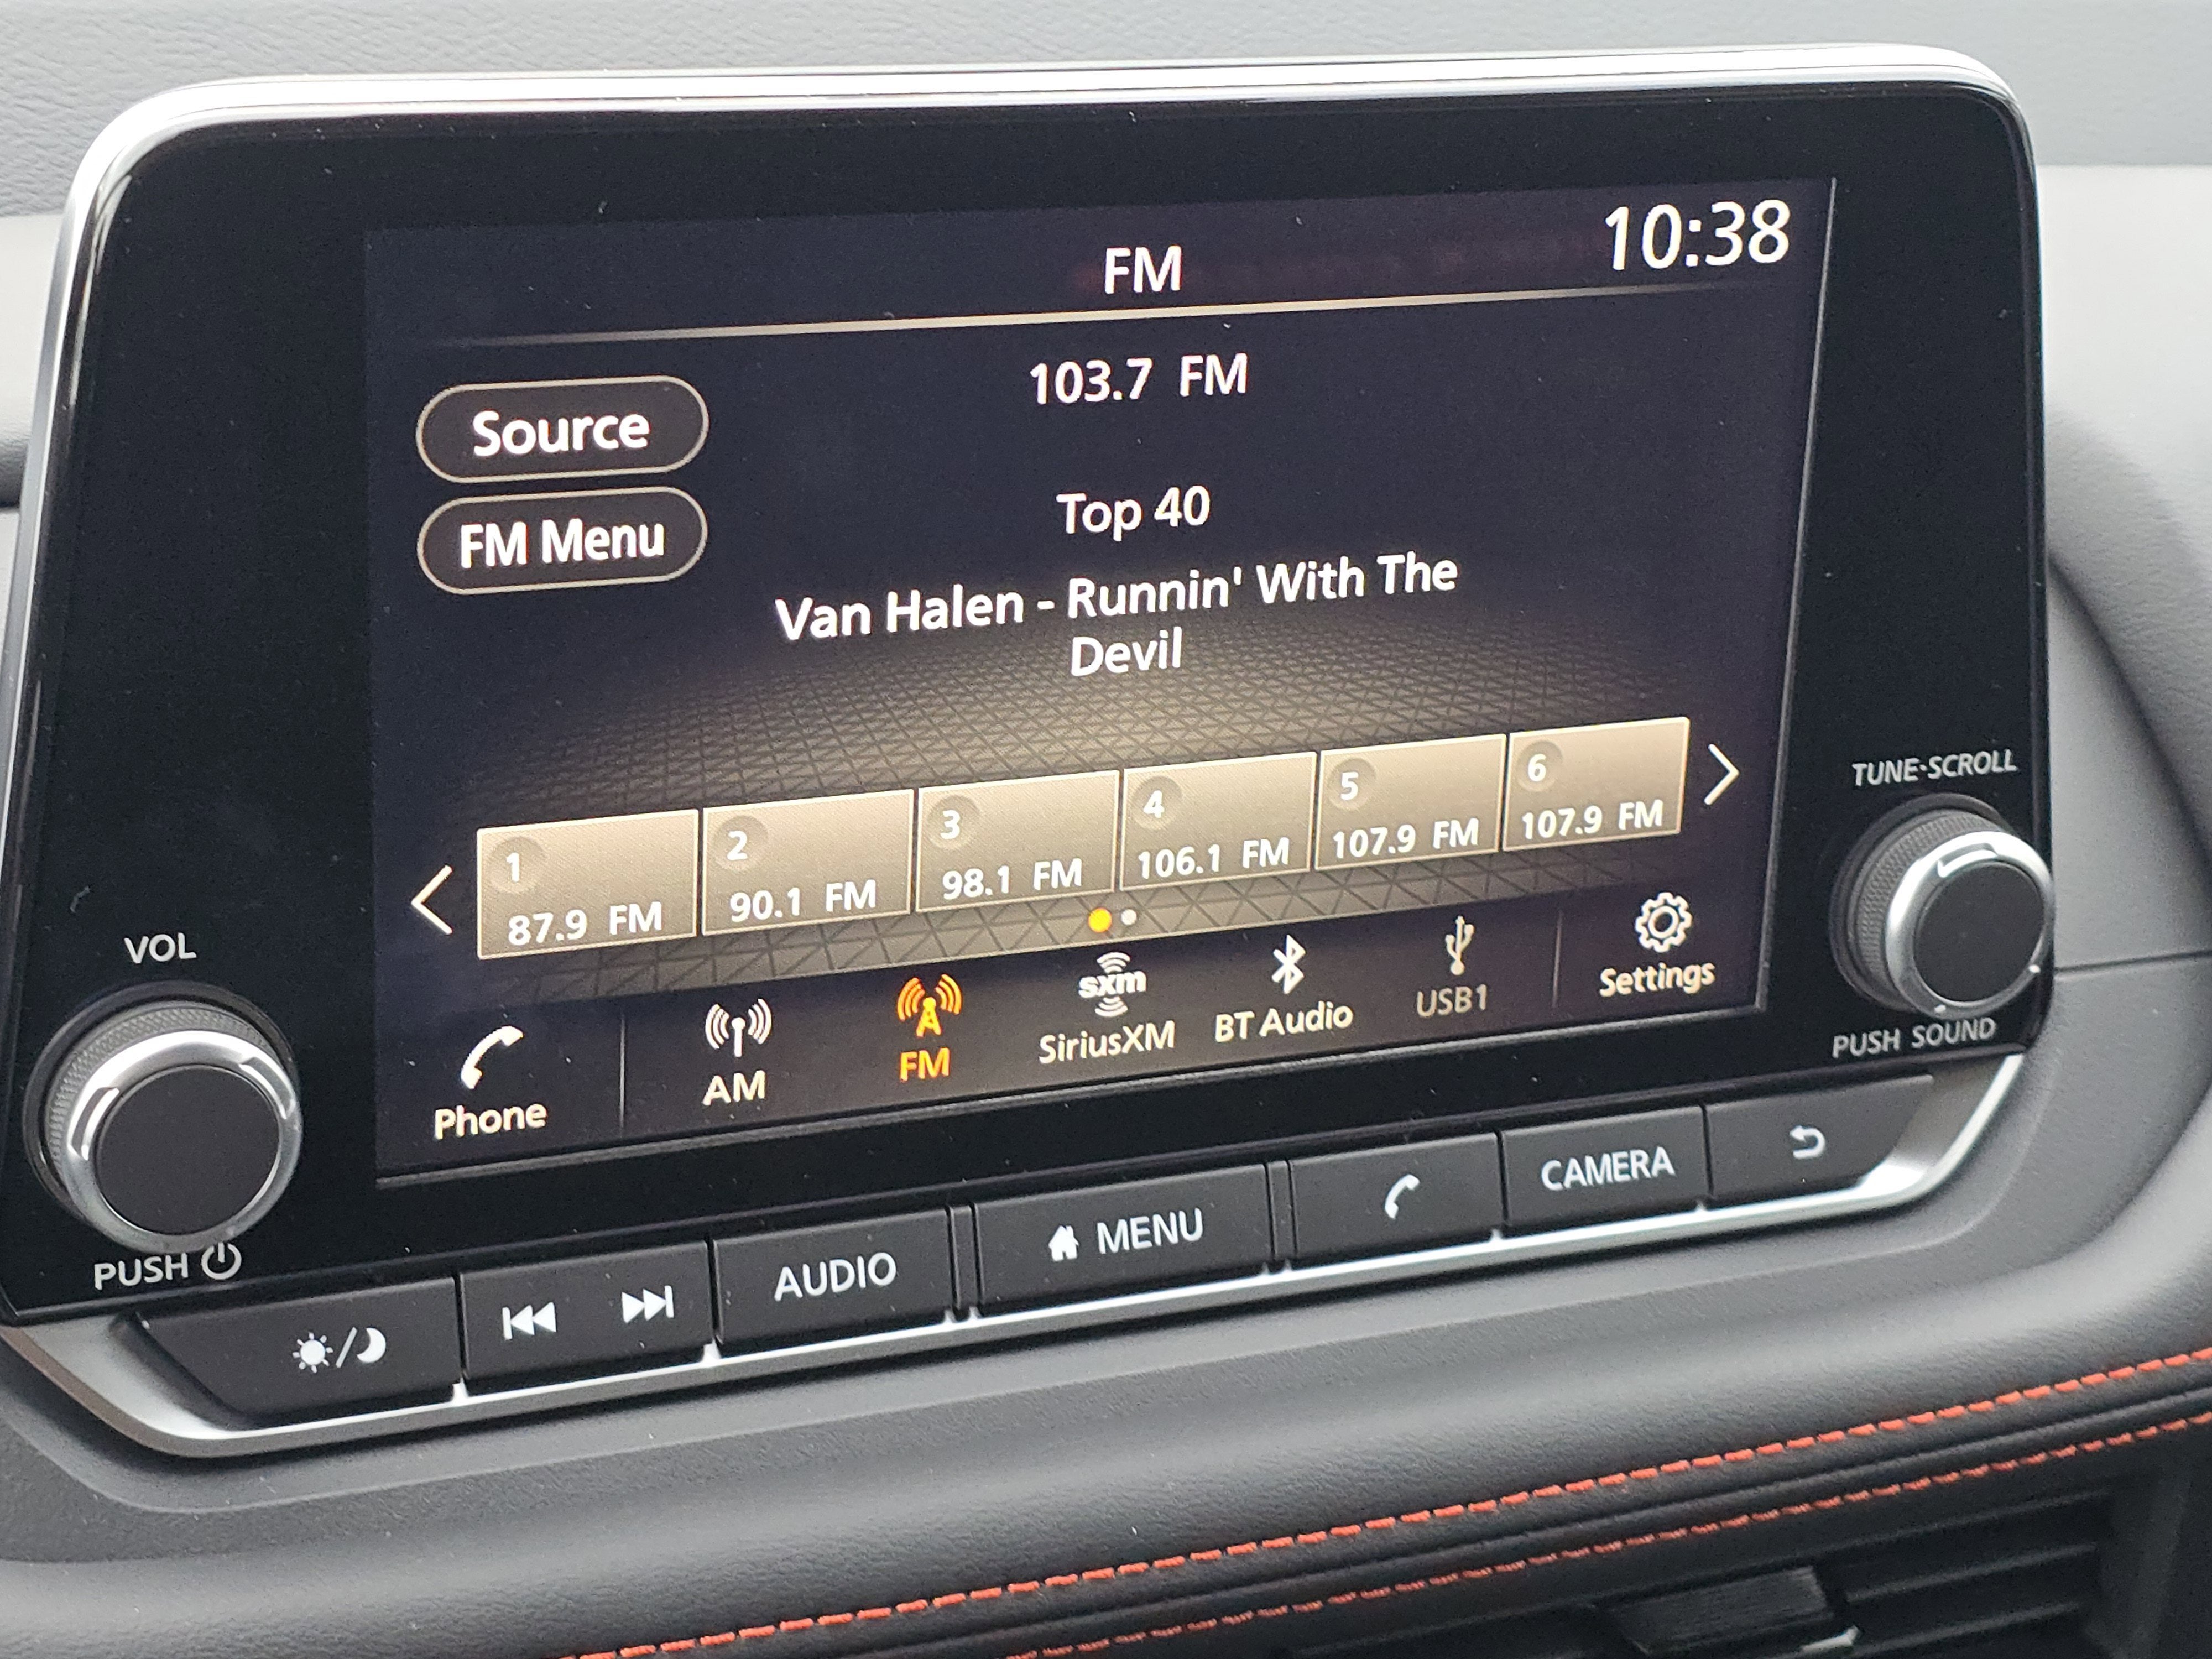 FM
10:38
103.7 FM
Source
Top 40
FM Menu
Van Halen - Runnin' With The
Devil
1
87.9 FM
2
90.1 FM
3
98.1 FM
4
106.1 FM
5
107.9 FM
6
107.9 FM
Phone
AM
FM
sxm
SiriusXM
BT Audio
USB1
Settings
VOL
PUSH
TUNE·SCROLL
PUSH SOUND
AUDIO
MENU
CAMERA